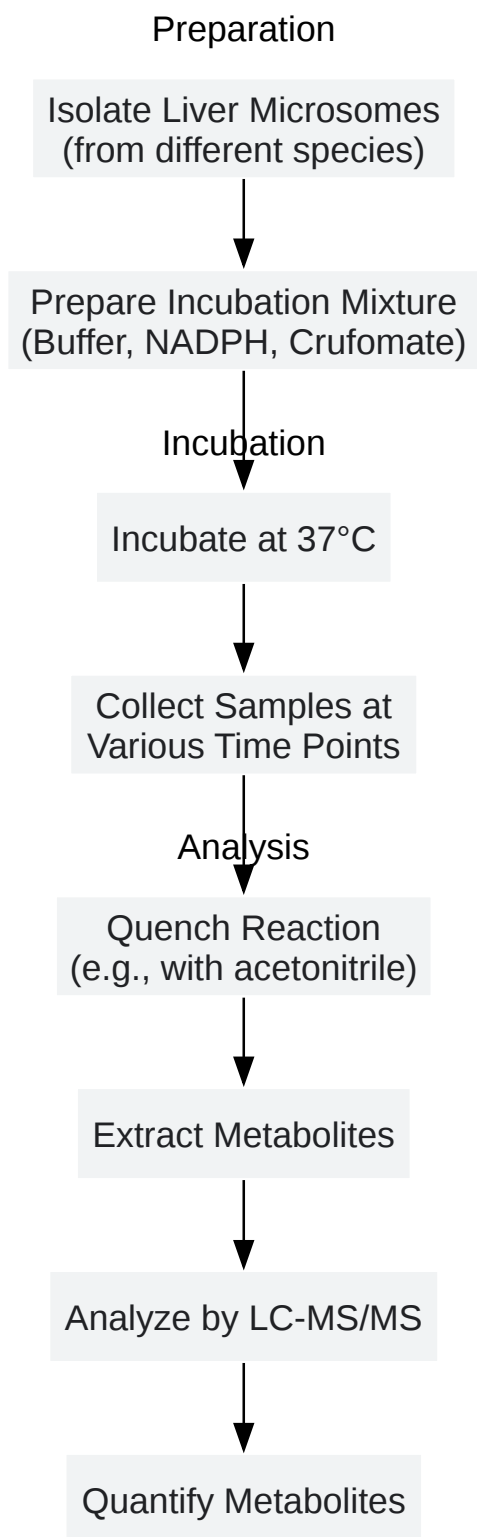 Preparation
Isolate Liver Microsomes
(from different species)
Prepare Incubation Mixture
(Buffer, NADPH, Crufomate)
Incubation
Incubate at 37°C
Collect Samples at
Various Time Points
Analysis
Quench Reaction
(e.g., with acetonitrile)
Extract Metabolites
Analyze by LC-MS/MS
Quantify Metabolites